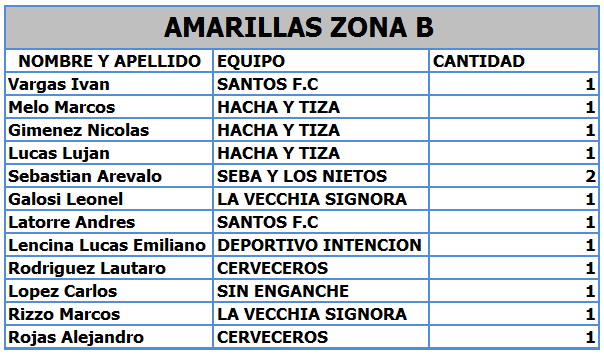 AMARILLAS ZONA B
NOMBRE Y APELLIDO EQUIPO CANTIDAD
Vargas Ivan SANTOS F.C 1
Melo Marcos HACHA Y TIZA 1
Gimenez Nicolas HACHA Y TIZA 1
Lucas Lujan HACHA Y TIZA 1
Sebastian Arevalo SEBA Y LOS NIETOS 2
Galosi Leonel LA VECCHIA SIGNORA 1
Latorre Andres SANTOS F.C 1
Lencina Lucas Emiliano DEPORTIVO INTENCION 1
Rodriguez Lautaro CERVECEROS 1
Lopez Carlos SIN ENGANCHE 1
Rizzo Marcos LA VECCHIA SIGNORA 1
Rojas Alejandro CERVECEROS 1